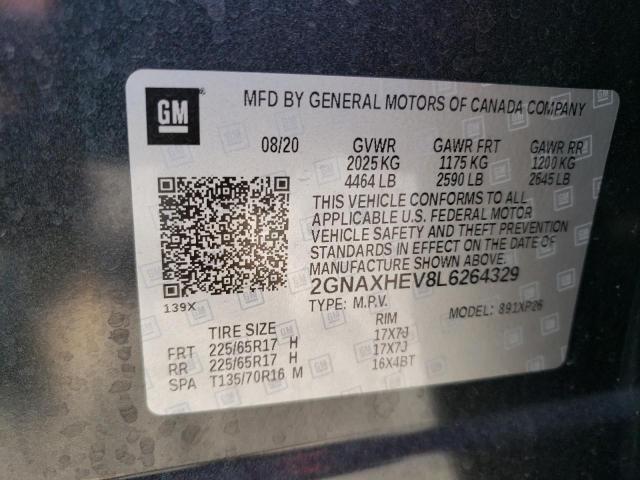 GM
MFD BY GENERAL MOTORS OF CANADA COMPANY
08/20 GVWR GAWR FRT GAWR RR
2025 KG 1175 KG 1200 KG
4464 LB 2590 LB 2645 LB
THIS VEHICLE CONFORMS TO ALL
APPLICABLE U.S. FEDERAL MOTOR
VEHICLE SAFETY AND THEFT PREVENTION
STANDARDS IN EFFECT ON THE DATE OF
MANUFACTURE SHOWN ABOVE.
2GNAXHEV8L6264329
139X TYPE: M.P.V. MODEL: 891XP26
TIRE SIZE RIM
FRT 225/65R17 H 17X7J
RR 225/65R17 H 17X7J
SPA T135/70R16 M 16X4BT